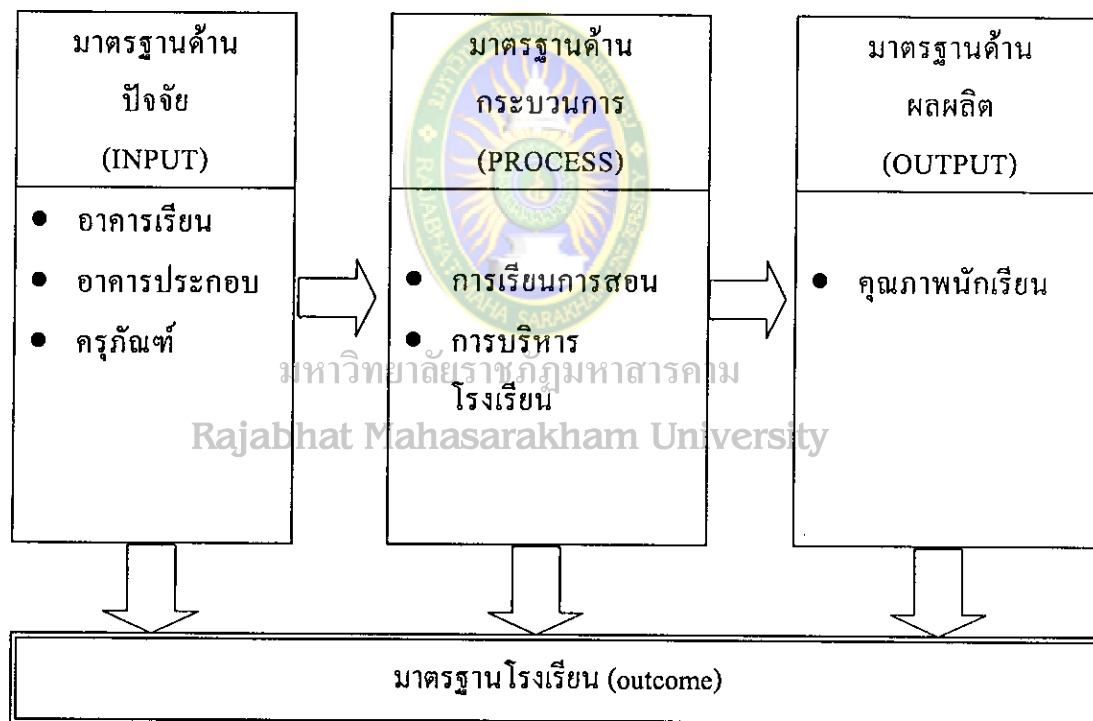 มาตรฐานด้าน
ปัจจัย
(INPUT)
● อาคารเรียน
● อาคารประกอบ
● ครุภัณฑ์
มาตรฐานด้าน
กระบวนการ
(PROCESS)
● การเรียนการสอน
● การบริหาร
โรงเรียน
มาตรฐานด้าน
ผลผลิต
(OUTPUT)
● คุณภาพนักเรียน
มหาวิทยาลัยราชภัฏมหาสารคาม
Rajabhat Mahasarakham University
มาตรฐานโรงเรียน (outcome)